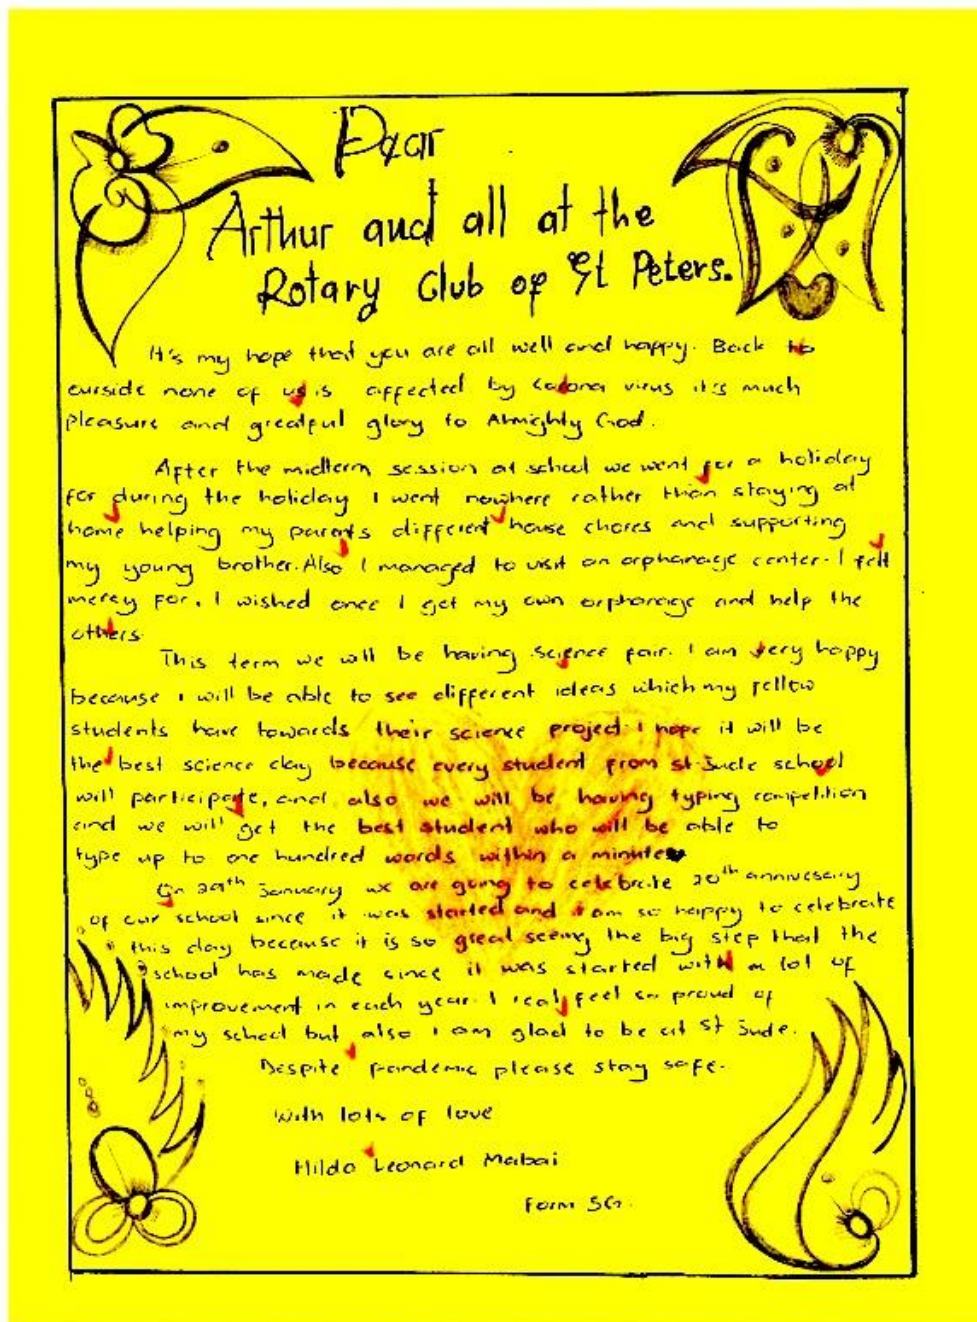 Dear
Arthur and all at the
Rotary Club of St Peters.
It's my hope that you are all well and happy. Back to
ourside none of us is affected by Corona virus it's much
pleasure and greatful glory to Almighty God.
After the midterm session at school we went for a holiday
for during the holiday I went nowhere rather than staying at
home helping my parents different house chores and supporting
my young brother. Also I managed to visit an orphanage center. I felt
mercy for, I wished once I get my own orphanage and help the
others.
This term we will be having science fair. I am very happy
because I will be able to see different ideas which my fellow
students have towards their science project. I hope it will be
the best science day because every student from st. Jude school
will participate, and also we will be having typing competition
and we will get the best student who will be able to
type up to one hundred words within a minute
On 29th January we are going to celebrate 20th annivesary
of our school since it was started and I am so happy to celebrate
this day because it is so great seeing the big step that the
school has made since it was started with a lot of
improvement in each year. I realy feel so proud of
my school but also I am glad to be at St Jude.
Despite pandemic please stay safe.
With lots of love
Hilda Leonard Mabai
Form 5G.